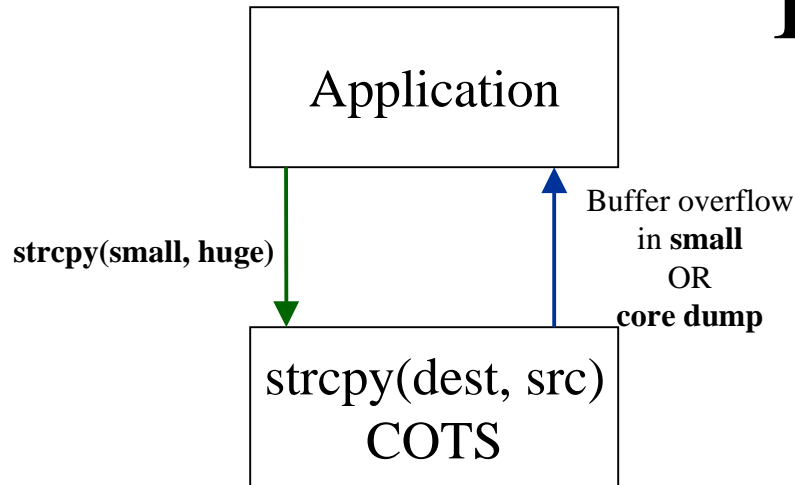 Application
strcpy(small, huge)
Buffer overflow
in small
OR
core dump
strcpy(dest, src)
COTS